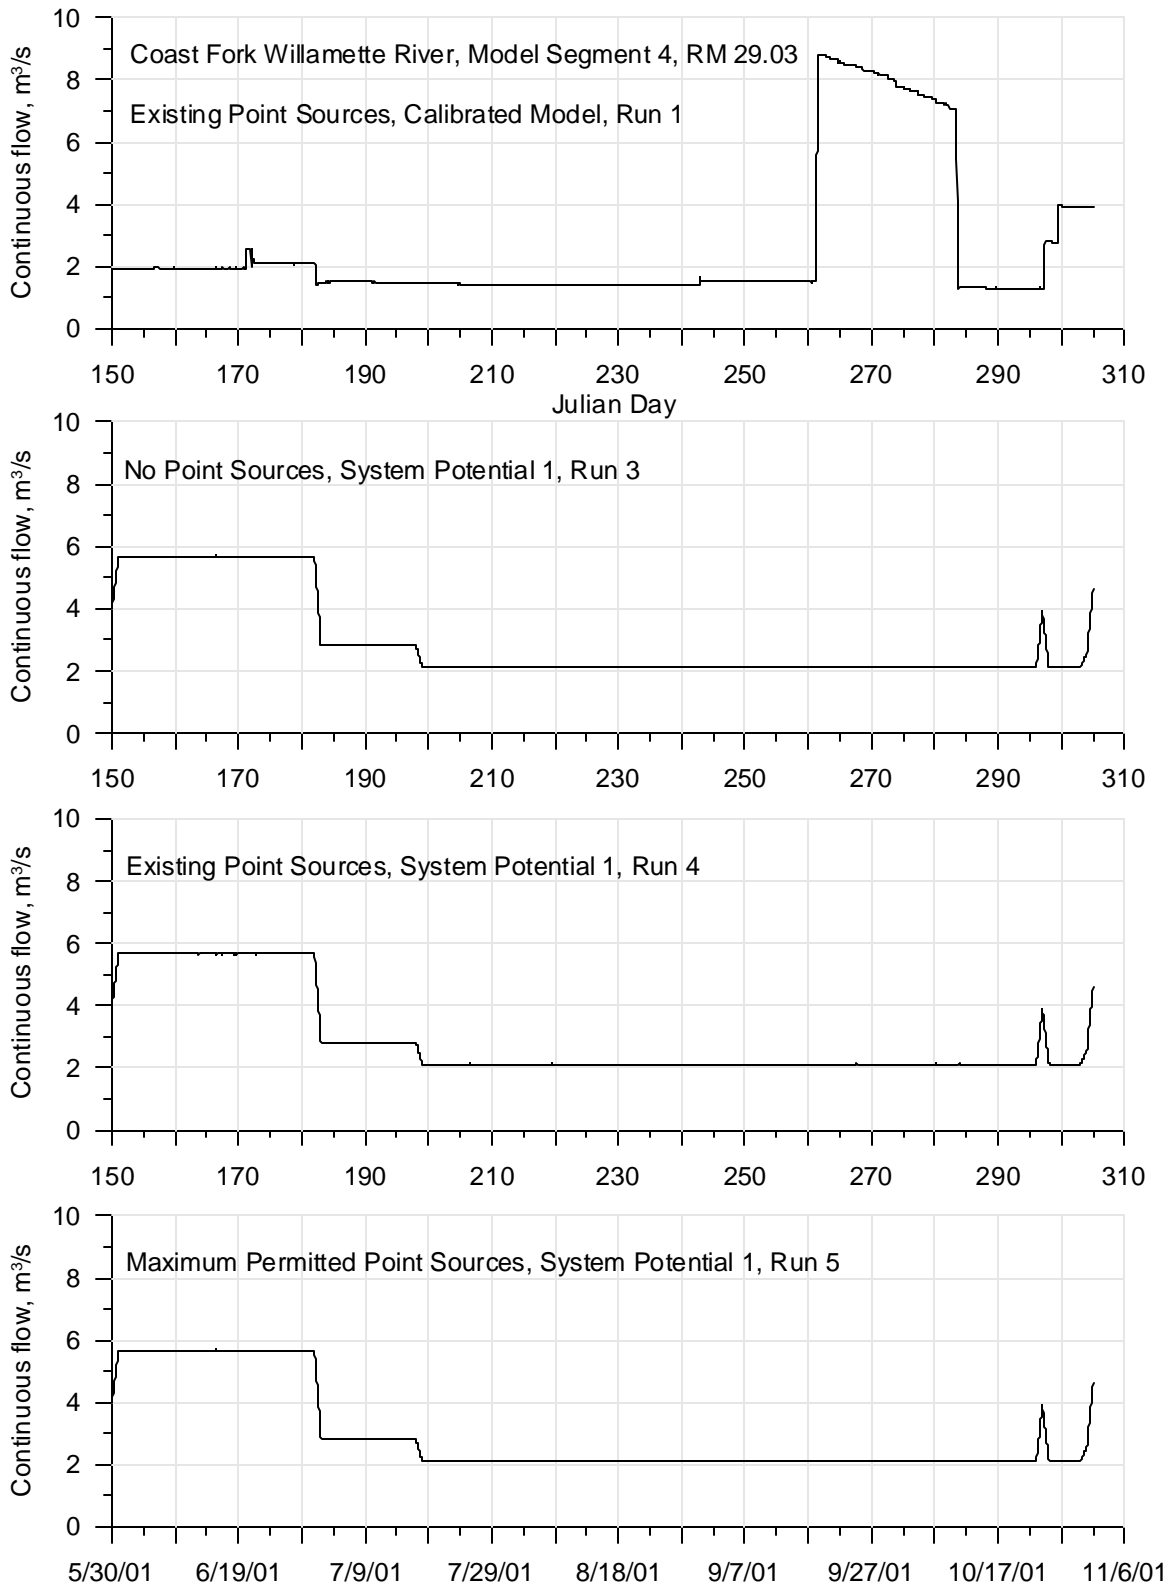 10
8
6
4
2
0
Continuous flow, m³/s
Coast Fork Willamette River, Model Segment 4, RM 29.03
Existing Point Sources, Calibrated Model, Run 1
150 170 190 210 230 250 270 290 310
Julian Day
10
8
6
4
2
0
Continuous flow, m³/s
No Point Sources, System Potential 1, Run 3
150 170 190 210 230 250 270 290 310
10
8
6
4
2
0
Continuous flow, m³/s
Existing Point Sources, System Potential 1, Run 4
150 170 190 210 230 250 270 290 310
10
8
6
4
2
0
Continuous flow, m³/s
Maximum Permitted Point Sources, System Potential 1, Run 5
5/30/01 6/19/01 7/9/01 7/29/01 8/18/01 9/7/01 9/27/01 10/17/01 11/6/01